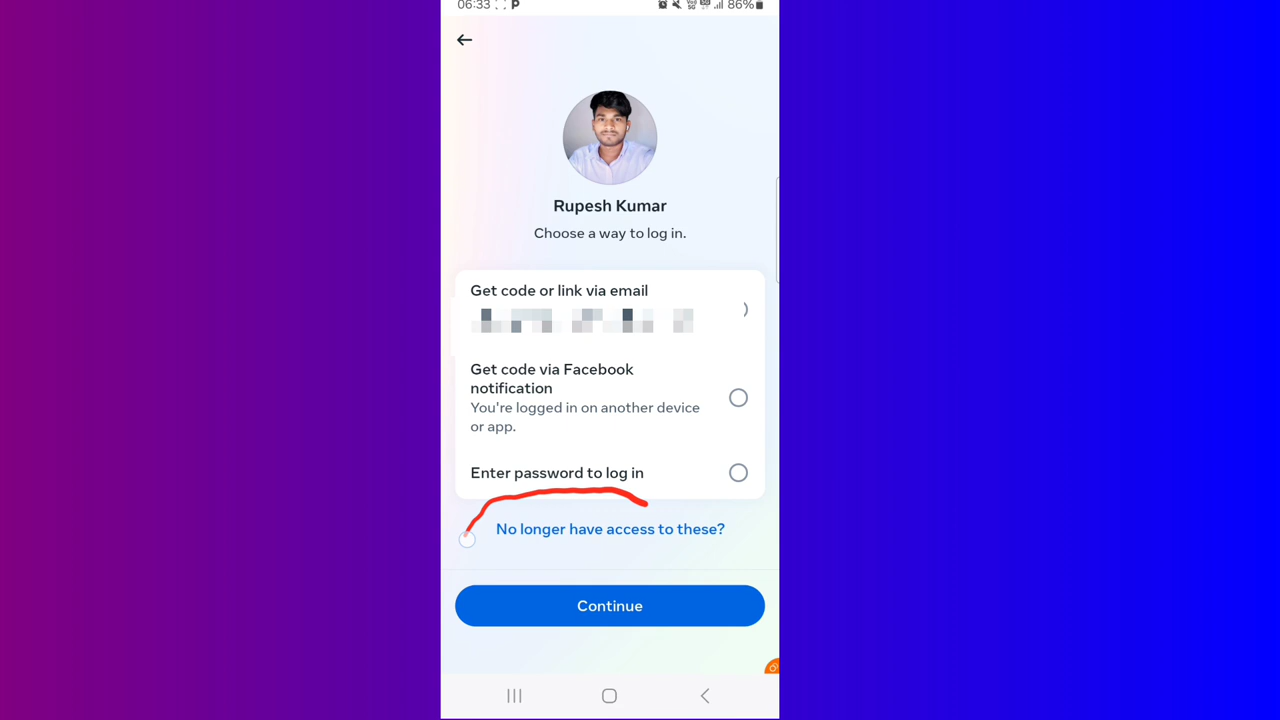 06:33 P 86%
Rupesh Kumar
Choose a way to log in.
Get code or link via email
Get code via Facebook
notification
You're logged in on another device
or app.
Enter password to log in
No longer have access to these?
Continue